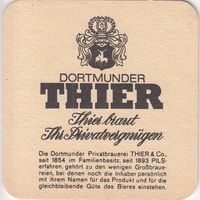 DORTMUNDER
THIER
Thier braut
Ihr Privatvergnügen
Die Dortmunder Privatbrauerei THIER & Co.,
seit 1854 im Familienbesitz, seit 1893 PILS-
erfahren, gehört zu den wenigen Großbraue-
reien, bei denen noch die Inhaber persönlich
mit ihrem Namen für das Produkt und für die
gleichbleibende Güte des Bieres einstehen.